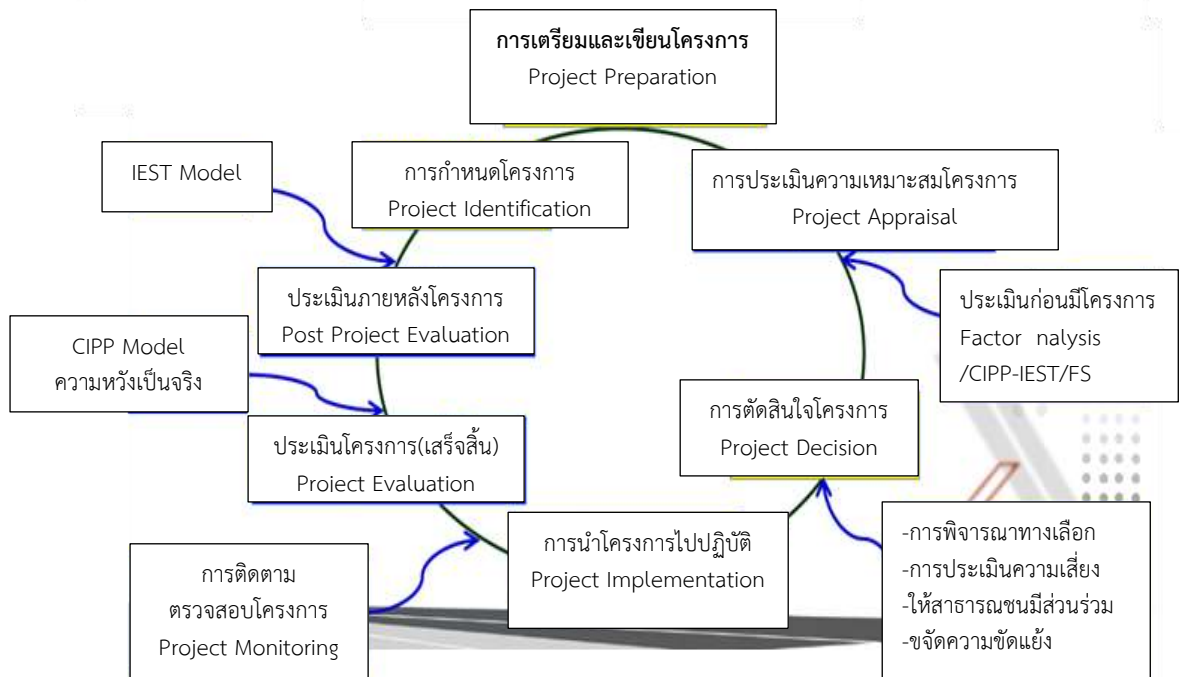 การเตรียมและเขียนโครงการ
Project Preparation
IEST Model
การกำหนดโครงการ
Project Identification
การประเมินความเหมาะสมโครงการ
Project Appraisal
ประเมินภายหลังโครงการ
Post Project Evaluation
ประเมินก่อนมีโครงการ
Factor nalysis
/CIPP-IEST/FS
CIPP Model
ความหวังเป็นจริง
การตัดสินใจโครงการ
Project Decision
ประเมินโครงการ(เสร็จสิ้น)
Project Evaluation
การนำโครงการไปปฏิบัติ
Project Implementation
-การพิจารณาทางเลือก
-การประเมินความเสี่ยง
-ให้สาธารณชนมีส่วนร่วม
-ขจัดความขัดแย้ง
การติดตาม
ตรวจสอบโครงการ
Project Monitoring